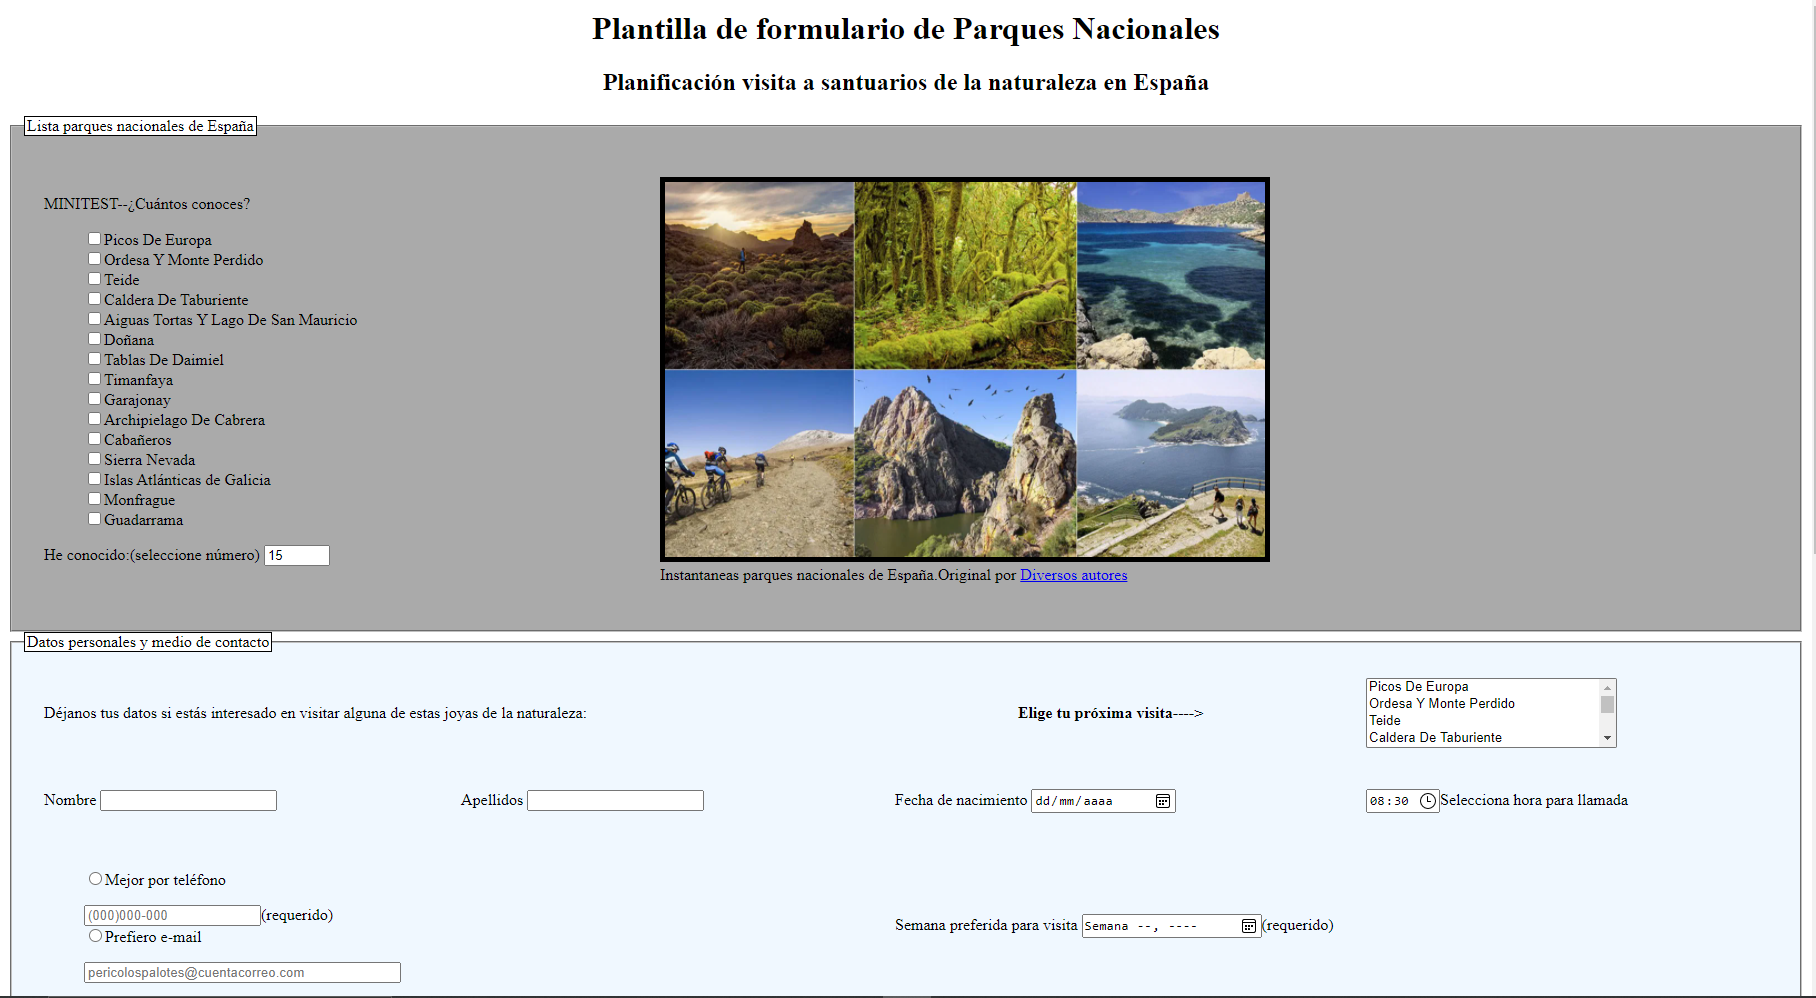 Plantilla de formulario de Parques Nacionales
Planificación visita a santuarios de la naturaleza en España
Lista parques nacionales de España
MINITEST--¿Cuántos conoces?
Picos De Europa
Ordesa Y Monte Perdido
Teide
Caldera De Taburiente
Aiguas Tortas Y Lago De San Mauricio
Doñana
Tablas De Daimiel
Timanfaya
Garajonay
Archipielago De Cabrera
Cabañeros
Sierra Nevada
Islas Atlánticas de Galicia
Monfrague
Guadarrama
He conocido:(seleccione número) 15
Instantaneas parques nacionales de España.Original por Diversos autores
Datos personales y medio de contacto
Déjanos tus datos si estás interesado en visitar alguna de estas joyas de la naturaleza:
Elige tu próxima visita---->
Picos De Europa
Ordesa Y Monte Perdido
Teide
Caldera De Taburiente
Nombre
Apellidos
Fecha de nacimiento dd/mm/aaaa
08:30 Selecciona hora para llamada
Mejor por teléfono
(000)000-000 (requerido)
Prefiero e-mail
pericolospalotes@cuentacorreo.com
Semana preferida para visita Semana --, ---- (requerido)